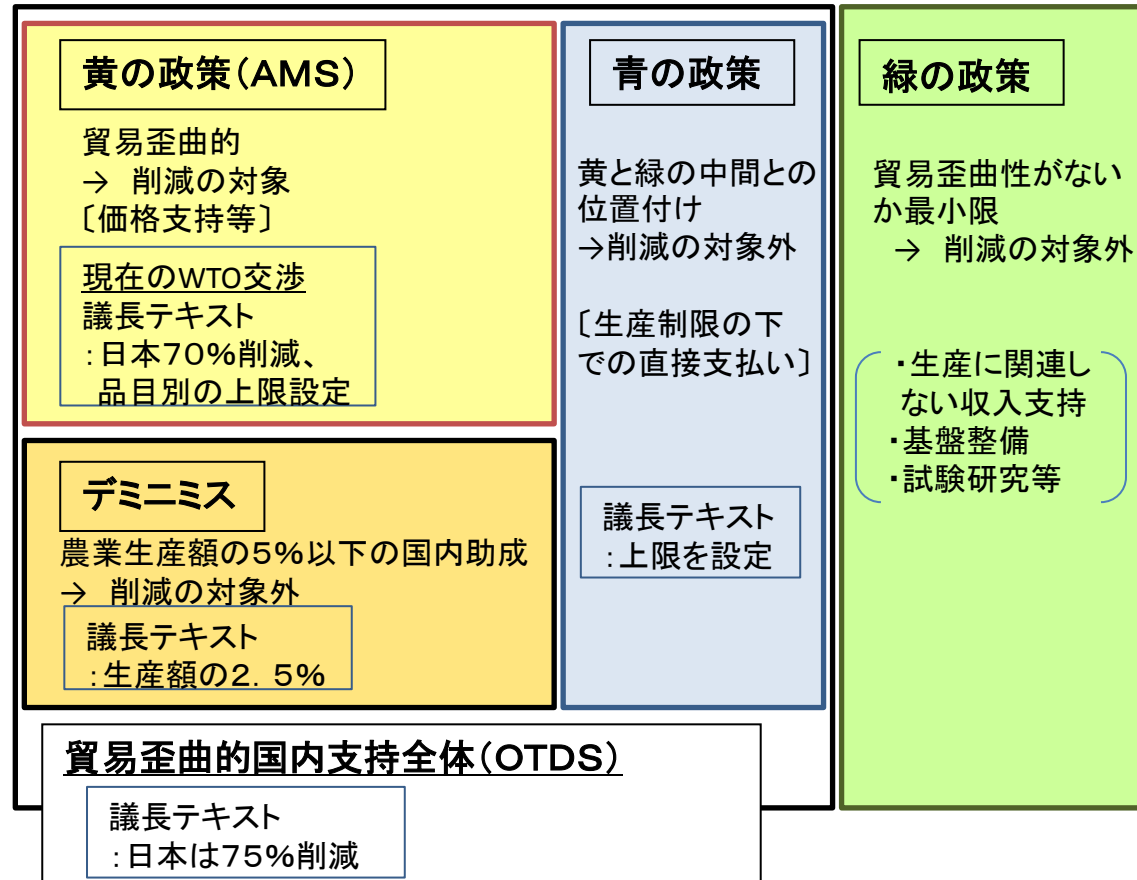 黄の政策(AMS)
貿易歪曲的
→ 削減の対象
〔価格支持等〕
現在のWTO交渉
議長テキスト
:日本70%削減、
品目別の上限設定
デミニミス
農業生産額の5%以下の国内助成
→ 削減の対象外
議長テキスト
:生産額の2.5%
青の政策
黄と緑の中間との
位置付け
→削減の対象外
〔生産制限の下
での直接支払い〕
議長テキスト
:上限を設定
緑の政策
貿易歪曲性がない
か最小限
→ 削減の対象外
・生産に関連し
ない収入支持
・基盤整備
・試験研究等
貿易歪曲的国内支持全体(OTDS)
議長テキスト
:日本は75%削減